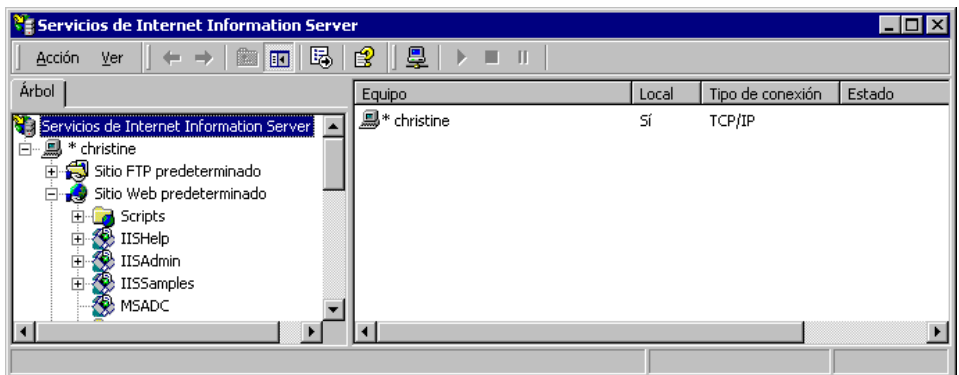 Servicios de Internet Information Server
Acción Ver
Árbol
Servicios de Internet Information Server
* christine
Sitio FTP predeterminado
Sitio Web predeterminado
Scripts
IISHelp
IISAdmin
IISSamples
MSADC
Equipo Local Tipo de conexión Estado
* christine Sí TCP/IP